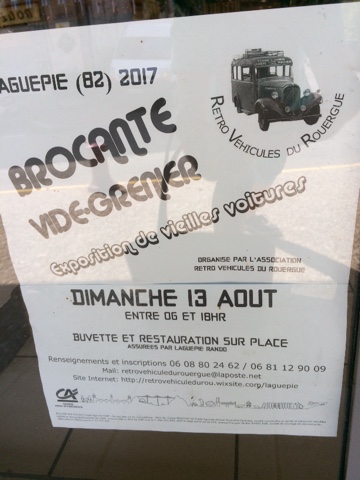 LAGUEPIE (82) 2017
BROCANTE
VIDE-GRENIER
Exposition de vieilles voitures
RETRO VEHICULES DU ROUERGUE
ORGANISE PAR L'ASSOCIATION
RETRO VEHICULES DU ROUERGUE
DIMANCHE 13 AOUT
ENTRE 06 ET 18HR
BUVETTE ET RESTAURATION SUR PLACE
ASSUREES PAR LAGUEPIE RANDO
Renseignements et inscriptions 06 08 80 24 62 / 06 81 12 90 09
Mail: retrovehiculedurouergue@laposte.net
Site Internet: http://retrovehiculedurou.wixsite.com/laguepie
CA